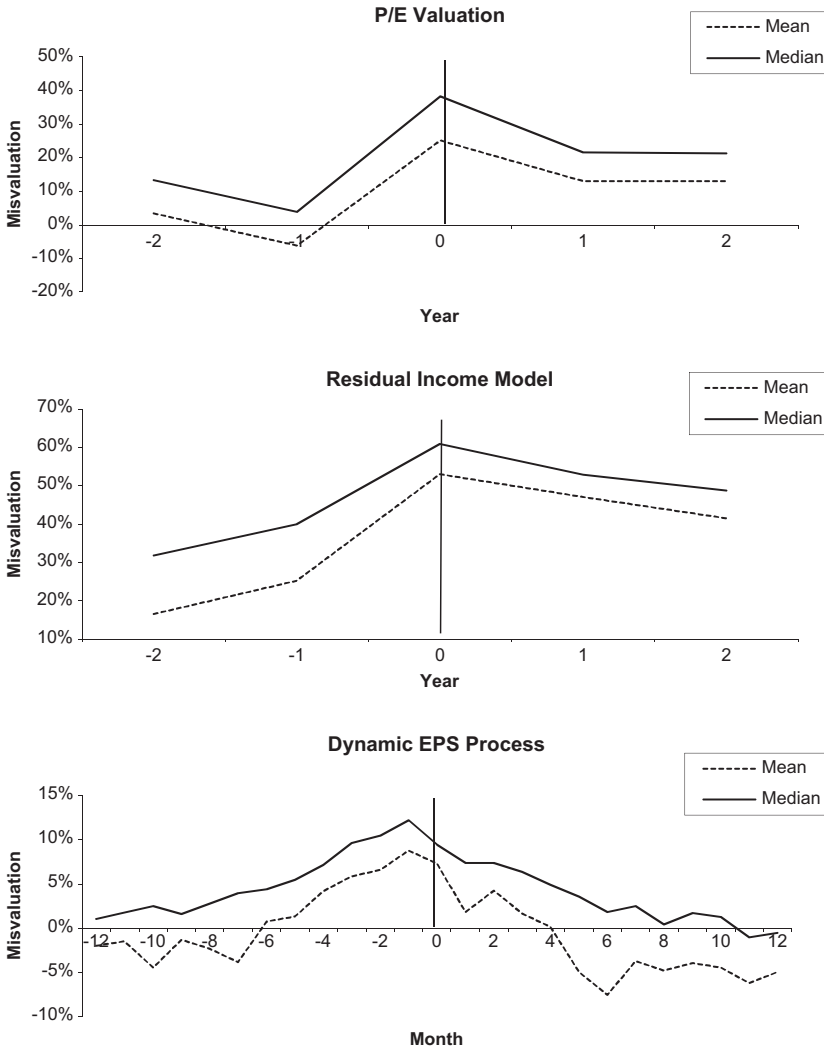 P/E Valuation
Mean
Median
50%
40%
30%
20%
10%
0%
-10%
-20%
Misvaluation
-2 -1 0 1 2
Year
Residual Income Model
Mean
Median
70%
60%
50%
40%
30%
20%
10%
Misvaluation
-2 -1 0 1 2
Year
Dynamic EPS Process
Mean
Median
15%
10%
5%
0%
-5%
-10%
Misvaluation
-12 -10 -8 -6 -4 -2 0 2 4 6 8 10 12
Month